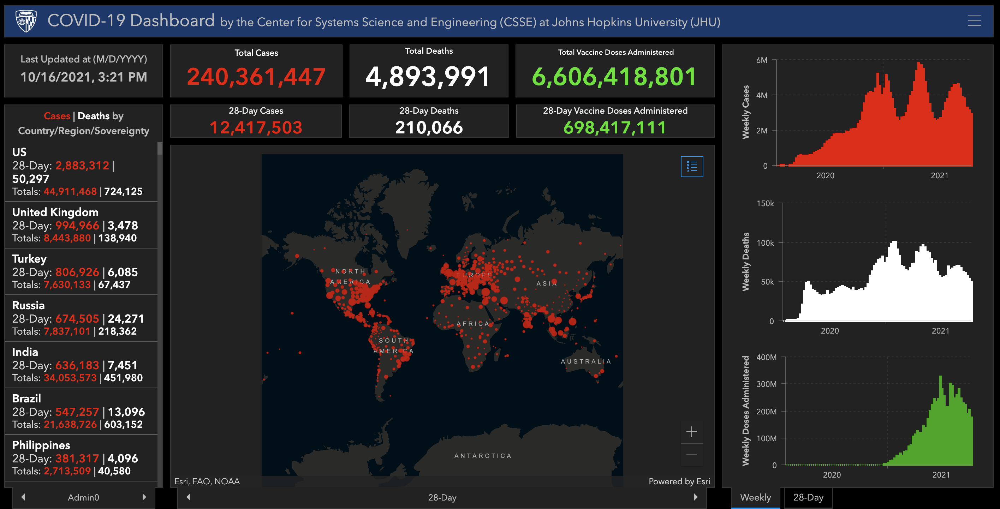 COVID-19 Dashboard by the Center for Systems Science and Engineering (CSSE) at Johns Hopkins University (JHU)
Last Updated at (M/D/YYYY)
10/16/2021, 3:21 PM
Cases | Deaths by
Country/Region/Sovereignty
US
28-Day: 2,883,312 |
50,297
Totals: 44,911,468 | 724,125
United Kingdom
28-Day: 994,966 | 3,478
Totals: 8,443,880 | 138,940
Turkey
28-Day: 806,926 | 6,085
Totals: 7,630,133 | 67,437
Russia
28-Day: 674,505 | 24,271
Totals: 7,837,101 | 218,362
India
28-Day: 636,183 | 7,451
Totals: 34,053,573 | 451,980
Brazil
28-Day: 547,257 | 13,096
Totals: 21,638,726 | 603,152
Philippines
28-Day: 381,317 | 4,096
Totals: 2,713,509 | 40,580
Admin0
Total Cases
240,361,447
Total Deaths
4,893,991
Total Vaccine Doses Administered
6,606,418,801
28-Day Cases
12,417,503
28-Day Deaths
210,066
28-Day Vaccine Doses Administered
698,417,111
NORTH
AMERICA
EUROPE
ASIA
AFRICA
SOUTH
AMERICA
AUSTRALIA
ANTARCTICA
Esri, FAO, NOAA
Powered by Esri
28-Day
Weekly Cases
6M
4M
2M
0
2020
2021
Weekly Deaths
150k
100k
50k
0
2020
2021
Weekly Doses Administered
400M
300M
200M
100M
0
2020
2021
Weekly
28-Day